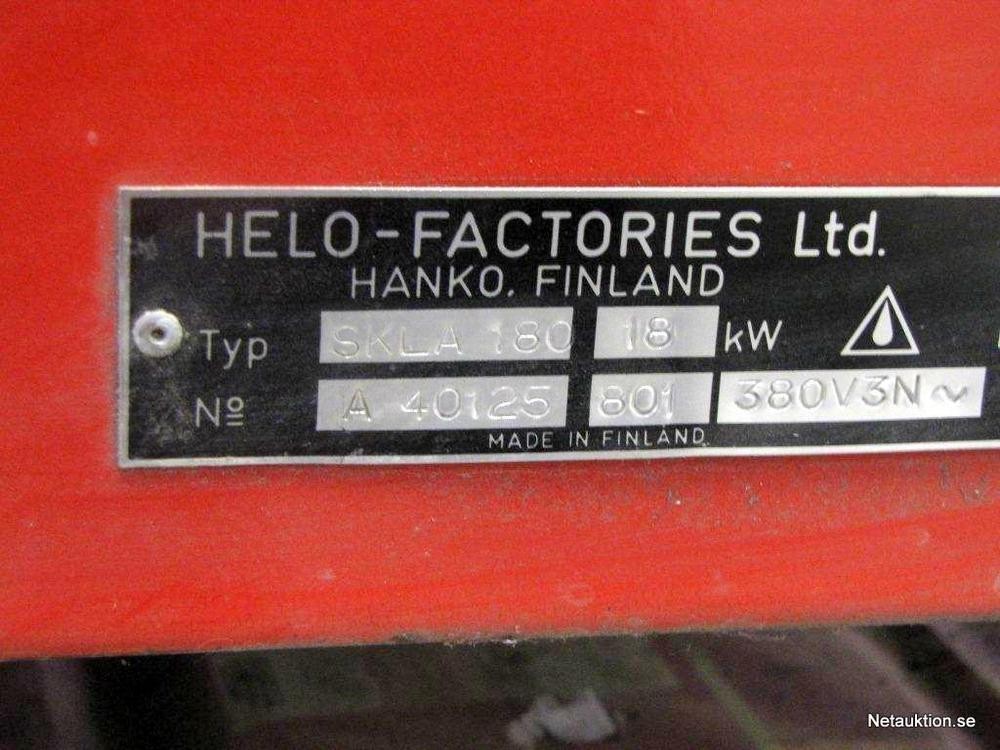 HELO-FACTORIES Ltd.
HANKO. FINLAND
Typ SKLA 180 18 kW
Nº A 40125 801 380V3N~
MADE IN FINLAND
Netauktion.se